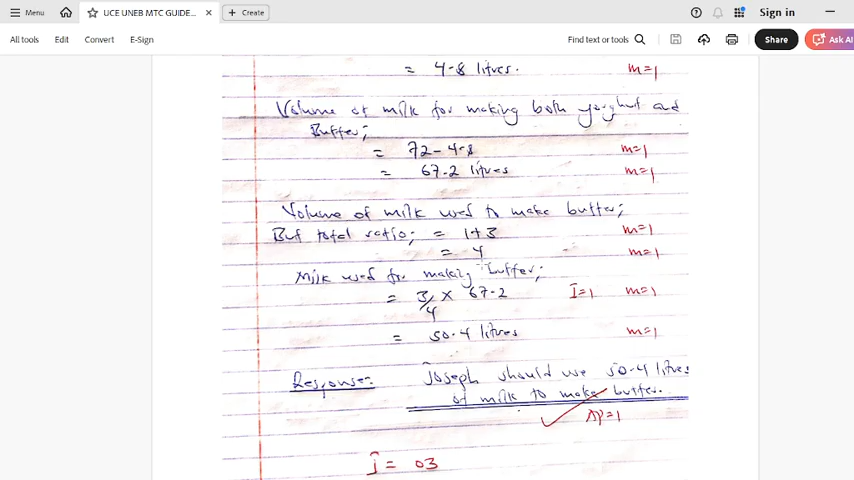 Menu
UCE UNEB MTC GUIDE... ×
+ Create
Sign in
All tools Edit Convert E-Sign
Find text or tools
Share
Ask AI
= 4.8 litres. m=1
Volume of milk for making both yorghut and
Buffer;
= 72 - 4.8 m=1
= 67.2 litres m=1
Volume of milk used to make butter;
But total ratio; = 1+3 m=1
= 4 m=1
Milk used for making butter;
= 3/4 × 67.2 I=1 m=1
= 50.4 litres m=1
Response:- Joseph should use 50.4 litres
of milk to make butter.
AP=1
I = 03